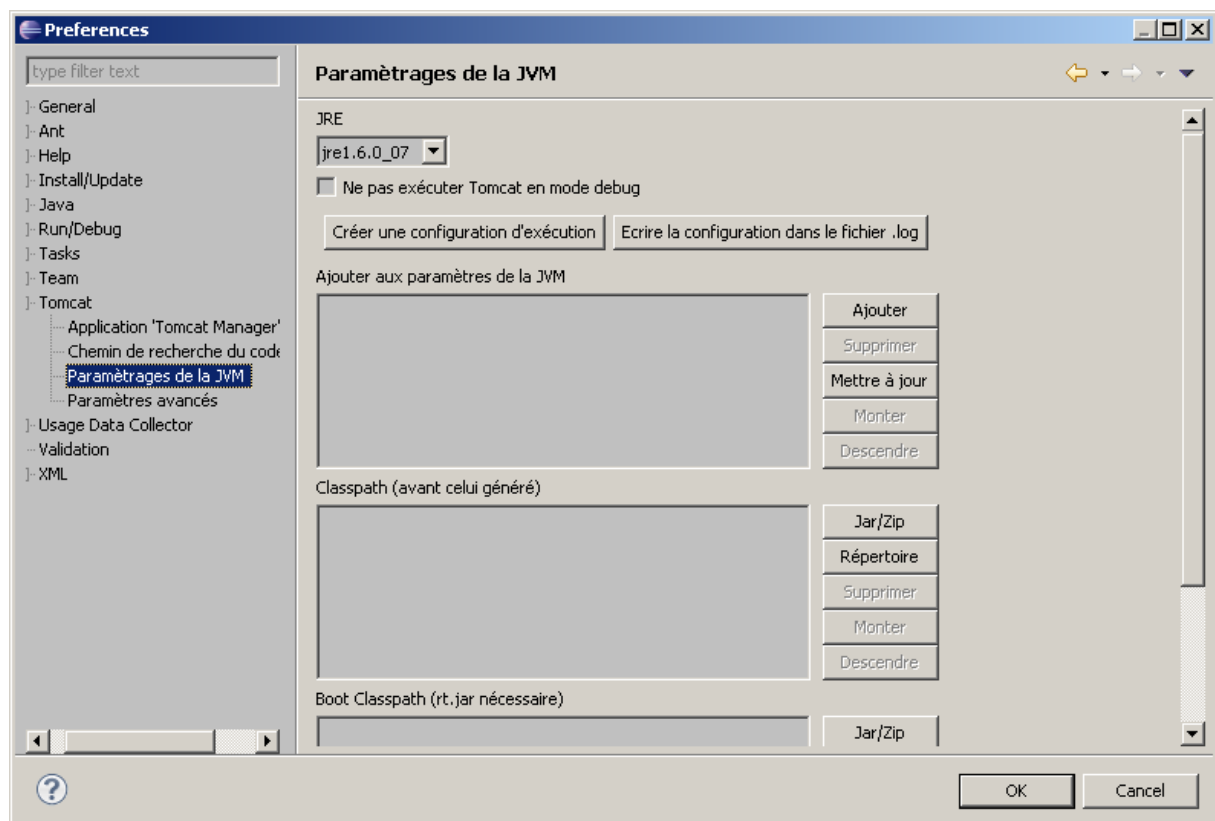 Preferences
type filter text
General
Ant
Help
Install/Update
Java
Run/Debug
Tasks
Team
Tomcat
Application 'Tomcat Manager'
Chemin de recherche du code
Paramètrages de la JVM
Paramètres avancés
Usage Data Collector
Validation
XML
Paramètrages de la JVM
JRE
jre1.6.0_07
Ne pas exécuter Tomcat en mode debug
Créer une configuration d'exécution
Ecrire la configuration dans le fichier .log
Ajouter aux paramètres de la JVM
Ajouter
Supprimer
Mettre à jour
Monter
Descendre
Classpath (avant celui généré)
Jar/Zip
Répertoire
Supprimer
Monter
Descendre
Boot Classpath (rt.jar nécessaire)
Jar/Zip
?
OK
Cancel